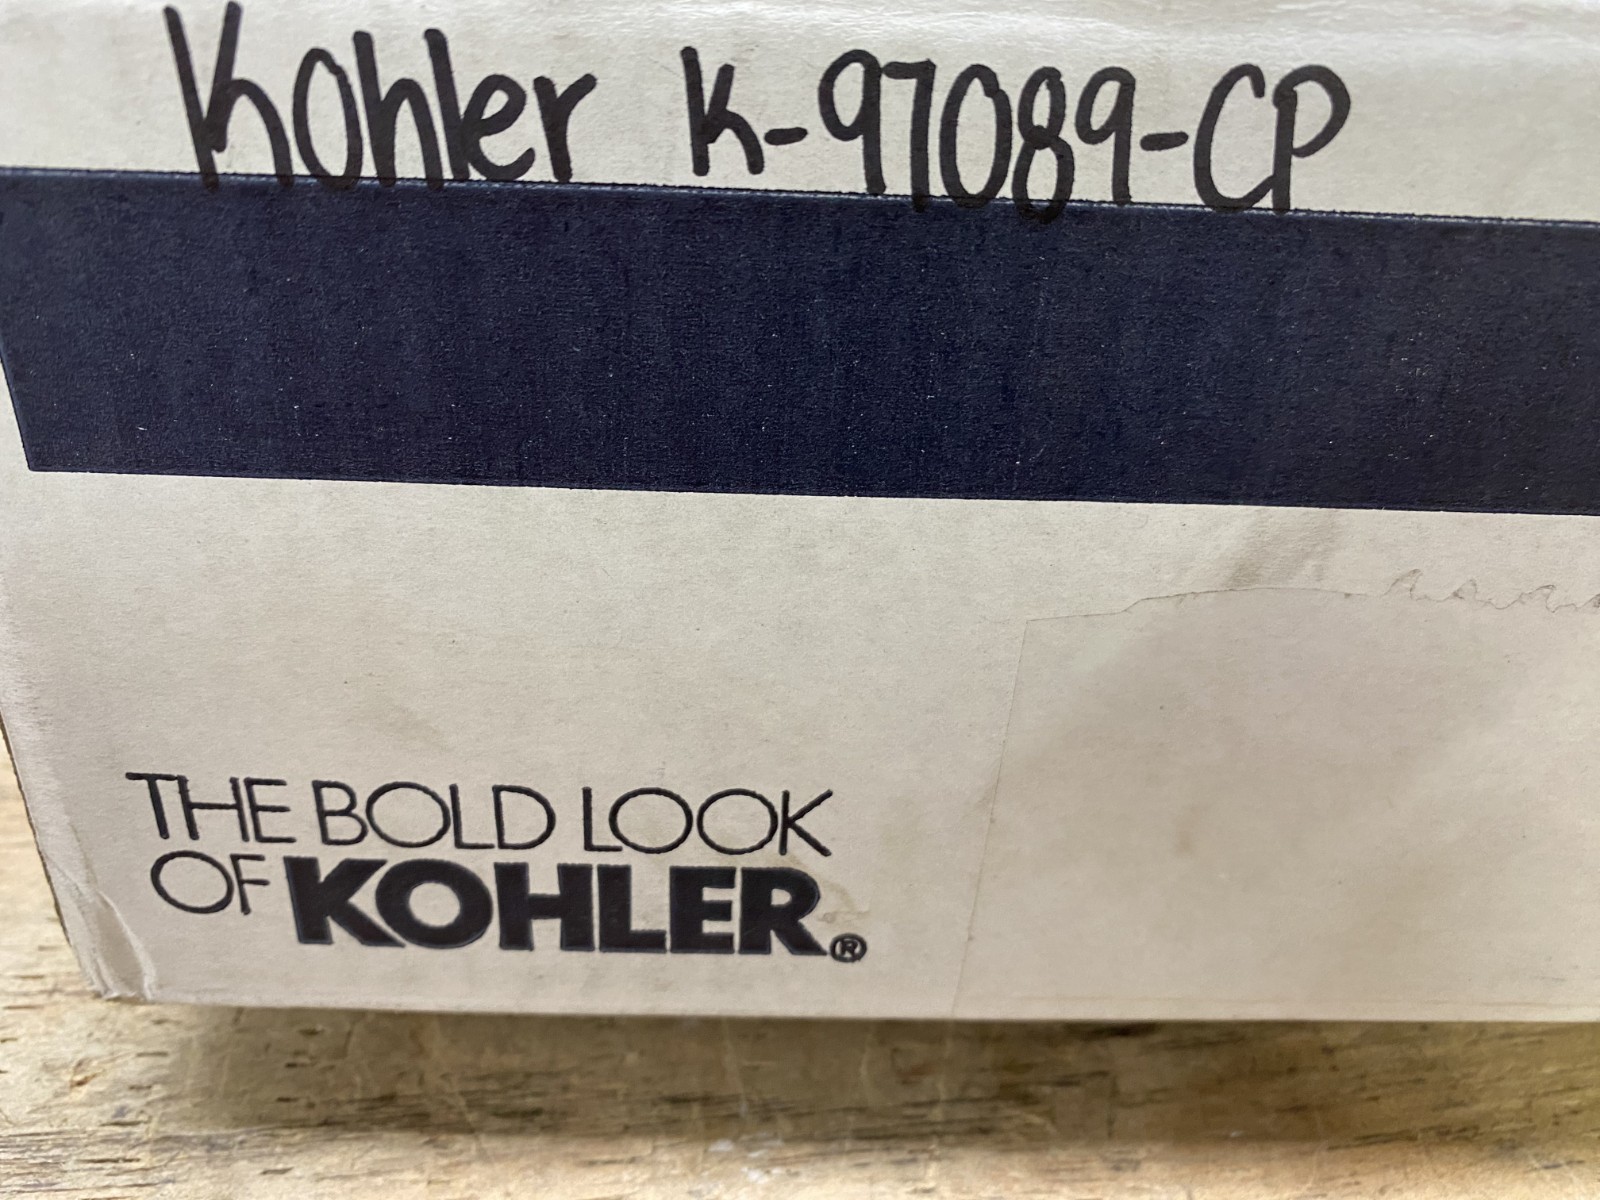 Kohler K-97089-CP
THE BOLD LOOK
OF KOHLER®